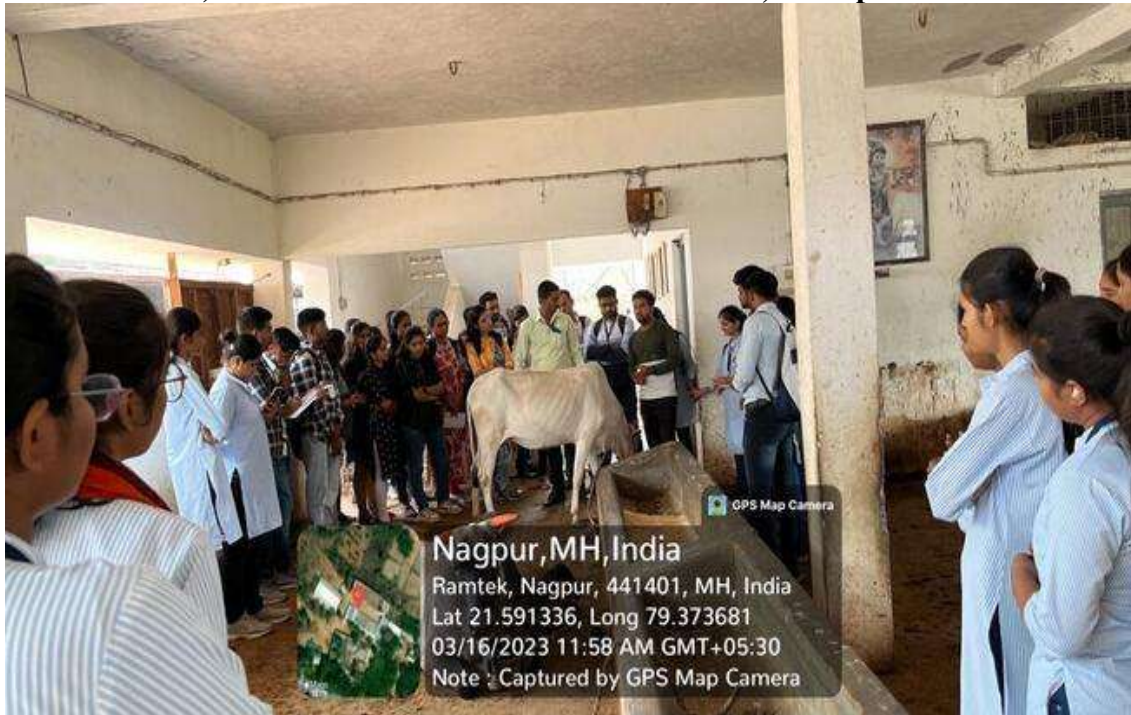 GPS Map Camera
Nagpur,MH,India
Ramtek, Nagpur, 441401, MH, India
Lat 21.591336, Long 79.373681
03/16/2023 11:58 AM GMT+05:30
Note : Captured by GPS Map Camera